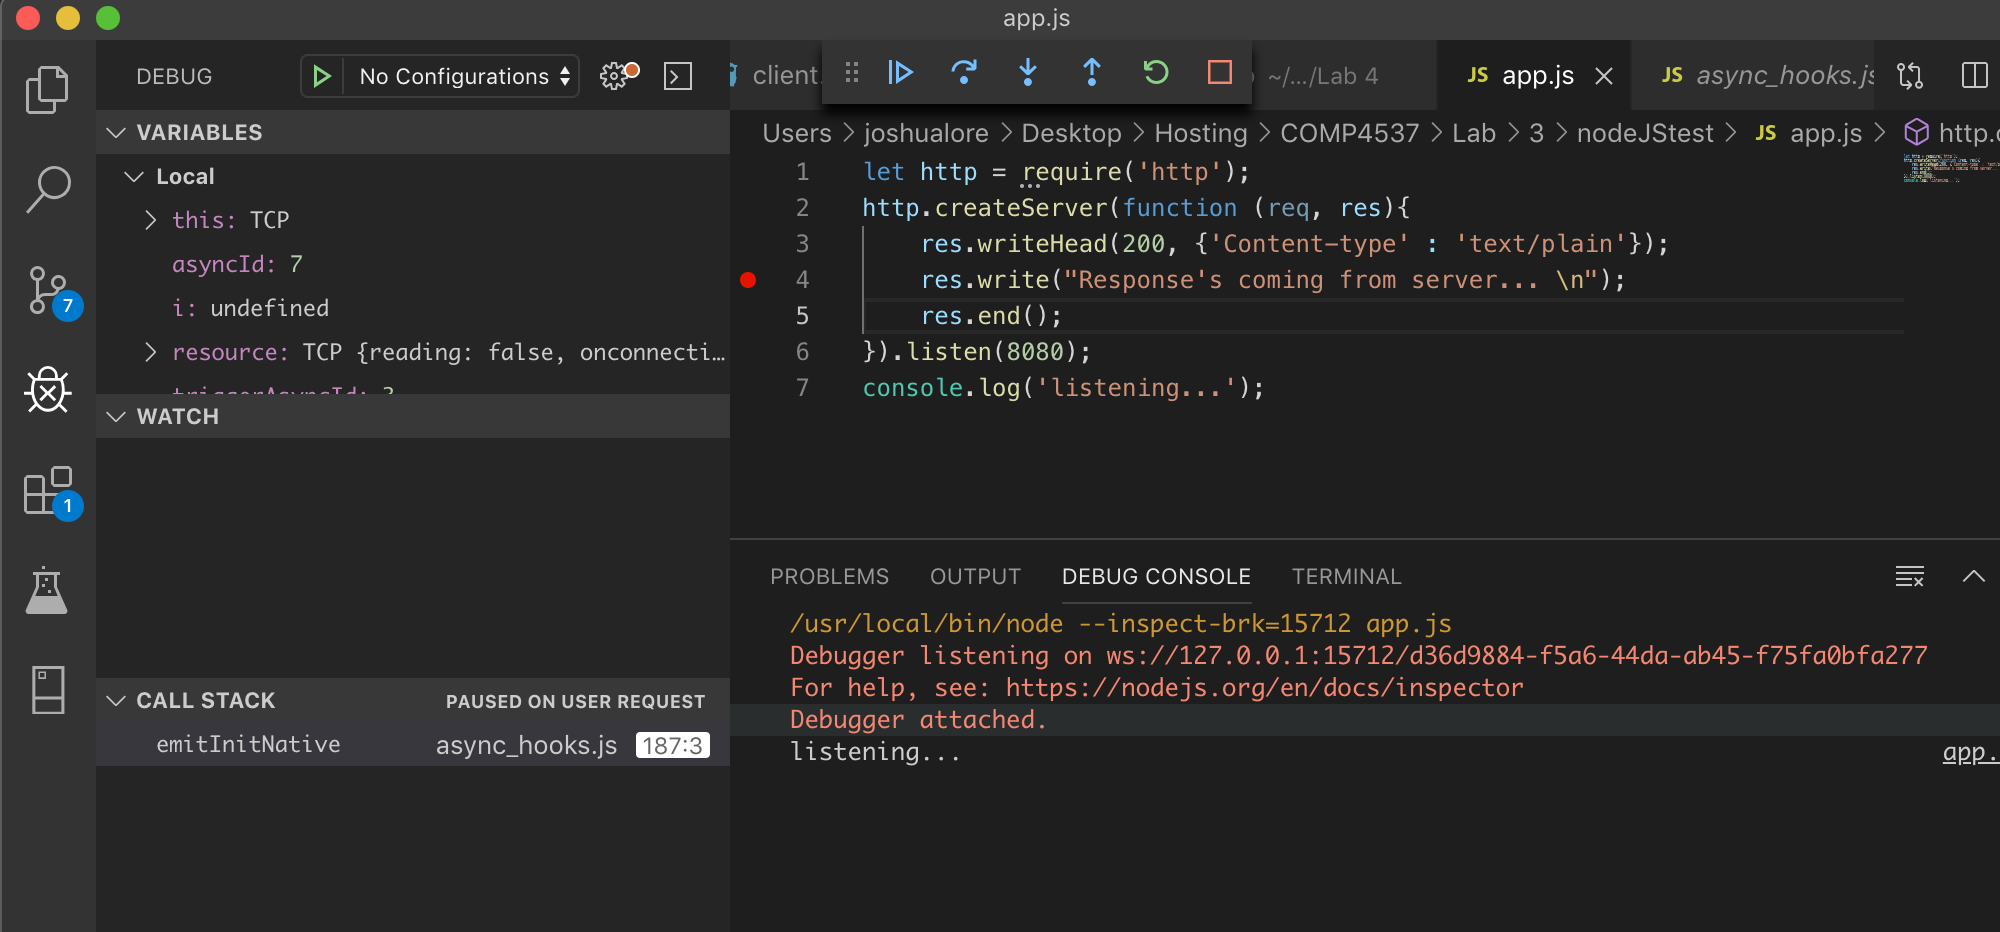 app.js
DEBUG
No Configurations
client.
~/.../Lab 4
JS app.js
JS async_hooks.js
VARIABLES
Local
this: TCP
asyncId: 7
i: undefined
resource: TCP {reading: false, onconnecti…
triggerAsyncId: 3
WATCH
CALL STACK
PAUSED ON USER REQUEST
emitInitNative
async_hooks.js 187:3
7
1
Users > joshualore > Desktop > Hosting > COMP4537 > Lab > 3 > nodeJStest > JS app.js > http.c
1 let http = require('http');
2 http.createServer(function (req, res){
3 res.writeHead(200, {'Content-type' : 'text/plain'});
4 res.write("Response's coming from server... \n");
5 res.end();
6 }).listen(8080);
7 console.log('listening...');
PROBLEMS
OUTPUT
DEBUG CONSOLE
TERMINAL
/usr/local/bin/node --inspect-brk=15712 app.js
Debugger listening on ws://127.0.0.1:15712/d36d9884-f5a6-44da-ab45-f75fa0bfa277
For help, see: https://nodejs.org/en/docs/inspector
Debugger attached.
listening...
app.